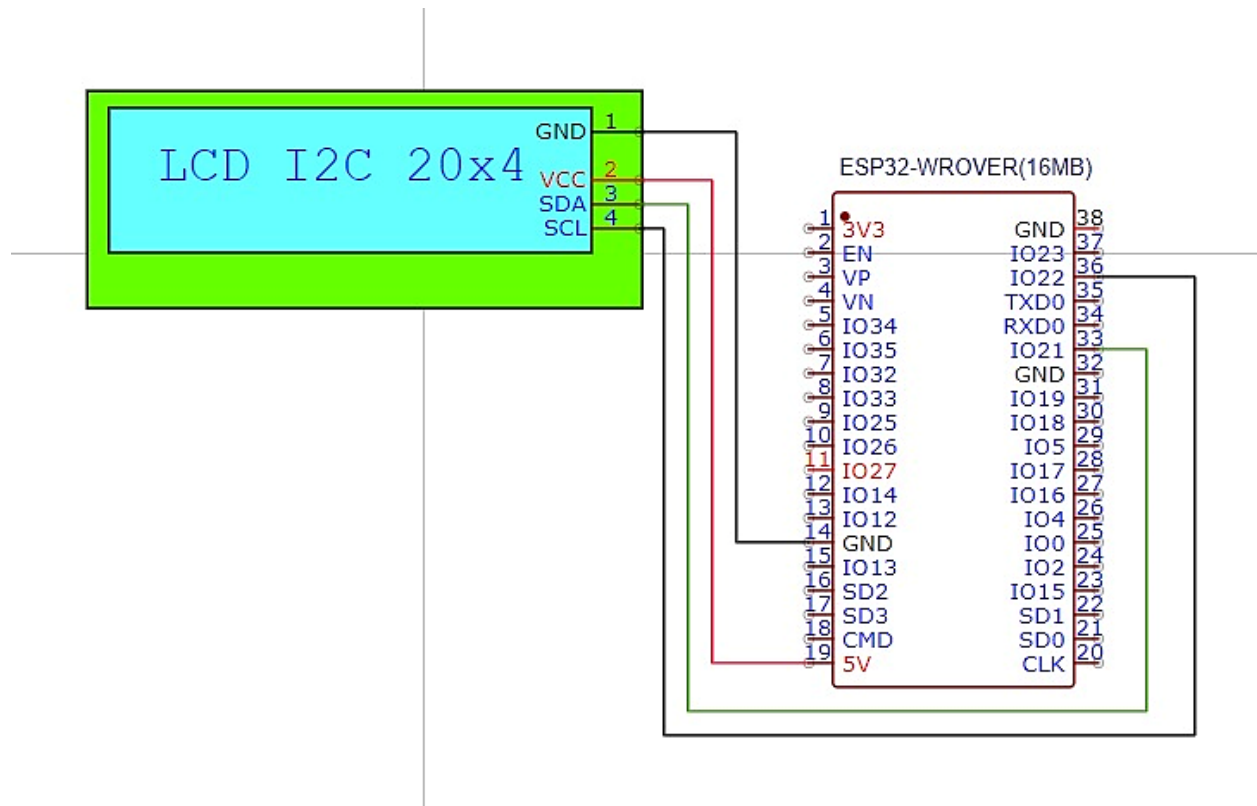 LCD I2C 20x4
GND 1
VCC 2
SDA 3
SCL 4
ESP32-WROVER(16MB)
1 3V3 GND 38
2 EN IO23 37
3 VP IO22 36
4 VN TXD0 35
5 IO34 RXD0 34
6 IO35 IO21 33
7 IO32 GND 32
8 IO33 IO19 31
9 IO25 IO18 30
10 IO26 IO5 29
11 IO27 IO17 28
12 IO14 IO16 27
13 IO12 IO4 26
14 GND IO0 25
15 IO13 IO2 24
16 SD2 IO15 23
17 SD3 SD1 22
18 CMD SD0 21
19 5V CLK 20